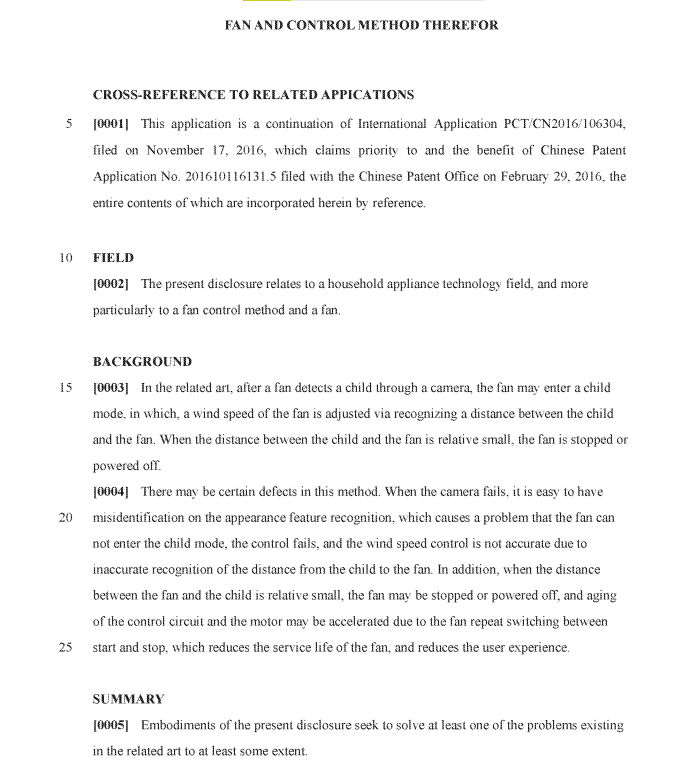 FAN AND CONTROL METHOD THEREFOR
CROSS-REFERENCE TO RELATED APPICATIONS
5 [0001] This application is a continuation of International Application PCT/CN2016/106304,
filed on November 17, 2016, which claims priority to and the benefit of Chinese Patent
Application No. 201610116131.5 filed with the Chinese Patent Office on February 29, 2016, the
entire contents of which are incorporated herein by reference.
10 FIELD
[0002] The present disclosure relates to a household appliance technology field, and more
particularly to a fan control method and a fan.
BACKGROUND
15 [0003] In the related art, after a fan detects a child through a camera, the fan may enter a child
mode, in which, a wind speed of the fan is adjusted via recognizing a distance between the child
and the fan. When the distance between the child and the fan is relative small, the fan is stopped or
powered off.
[0004] There may be certain defects in this method. When the camera fails, it is easy to have
20 misidentification on the appearance feature recognition, which causes a problem that the fan can
not enter the child mode, the control fails, and the wind speed control is not accurate due to
inaccurate recognition of the distance from the child to the fan. In addition, when the distance
between the fan and the child is relative small, the fan may be stopped or powered off, and aging
of the control circuit and the motor may be accelerated due to the fan repeat switching between
25 start and stop, which reduces the service life of the fan, and reduces the user experience.
SUMMARY
[0005] Embodiments of the present disclosure seek to solve at least one of the problems existing
in the related art to at least some extent.